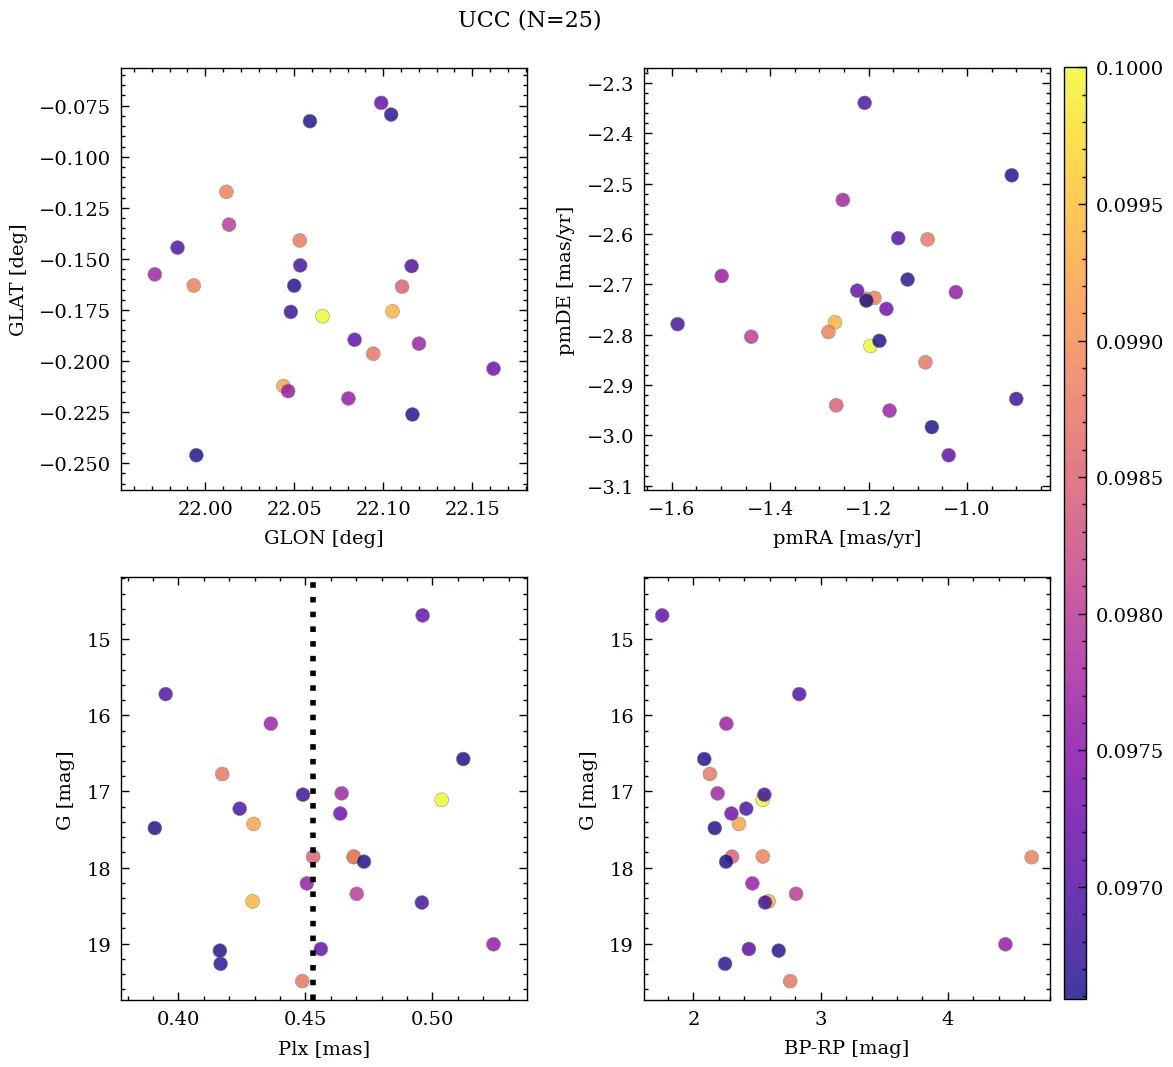 UCC (N=25)
−0.075
−0.100
−0.125
−0.150
−0.175
−0.200
−0.225
−0.250
GLAT [deg]
22.00 22.05 22.10 22.15
GLON [deg]
−2.3
−2.4
−2.5
−2.6
−2.7
−2.8
−2.9
−3.0
−3.1
pmDE [mas/yr]
−1.6 −1.4 −1.2 −1.0
pmRA [mas/yr]
15
16
17
18
19
G [mag]
0.40 0.45 0.50
Plx [mas]
15
16
17
18
19
G [mag]
2 3 4
BP-RP [mag]
0.1000
0.0995
0.0990
0.0985
0.0980
0.0975
0.0970